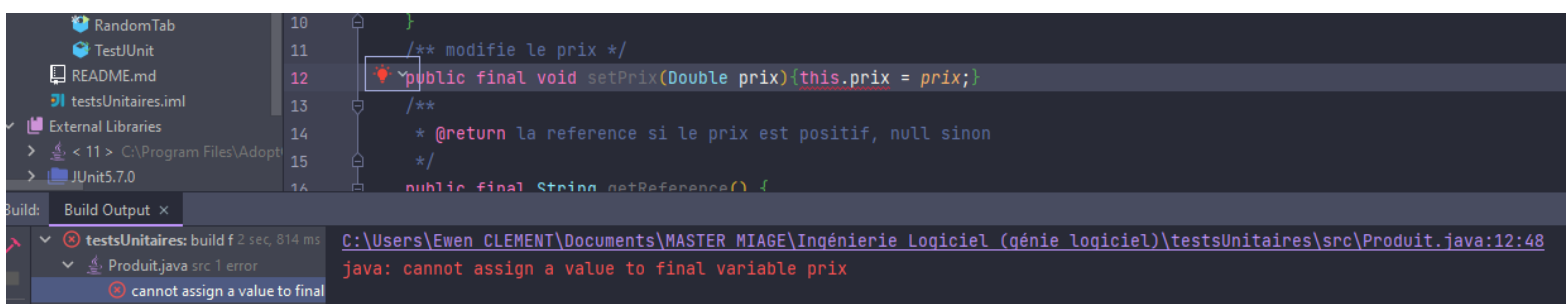 RandomTab
TestJUnit
README.md
testsUnitaires.iml
External Libraries
< 11 > C:\Program Files\Adopt
JUnit5.7.0
10 }
11 /** modifie le prix */
12 public final void setPrix(Double prix){this.prix = prix;}
13 /**
14 * @return la reference si le prix est positif, null sinon
15 */
16 public final String getReference() {
Build: Build Output ×
testsUnitaires: build f 2 sec, 814 ms
Produit.java src 1 error
cannot assign a value to final
C:\Users\Ewen CLEMENT\Documents\MASTER MIAGE\Ingénierie Logiciel (génie logiciel)\testsUnitaires\src\Produit.java:12:48
java: cannot assign a value to final variable prix